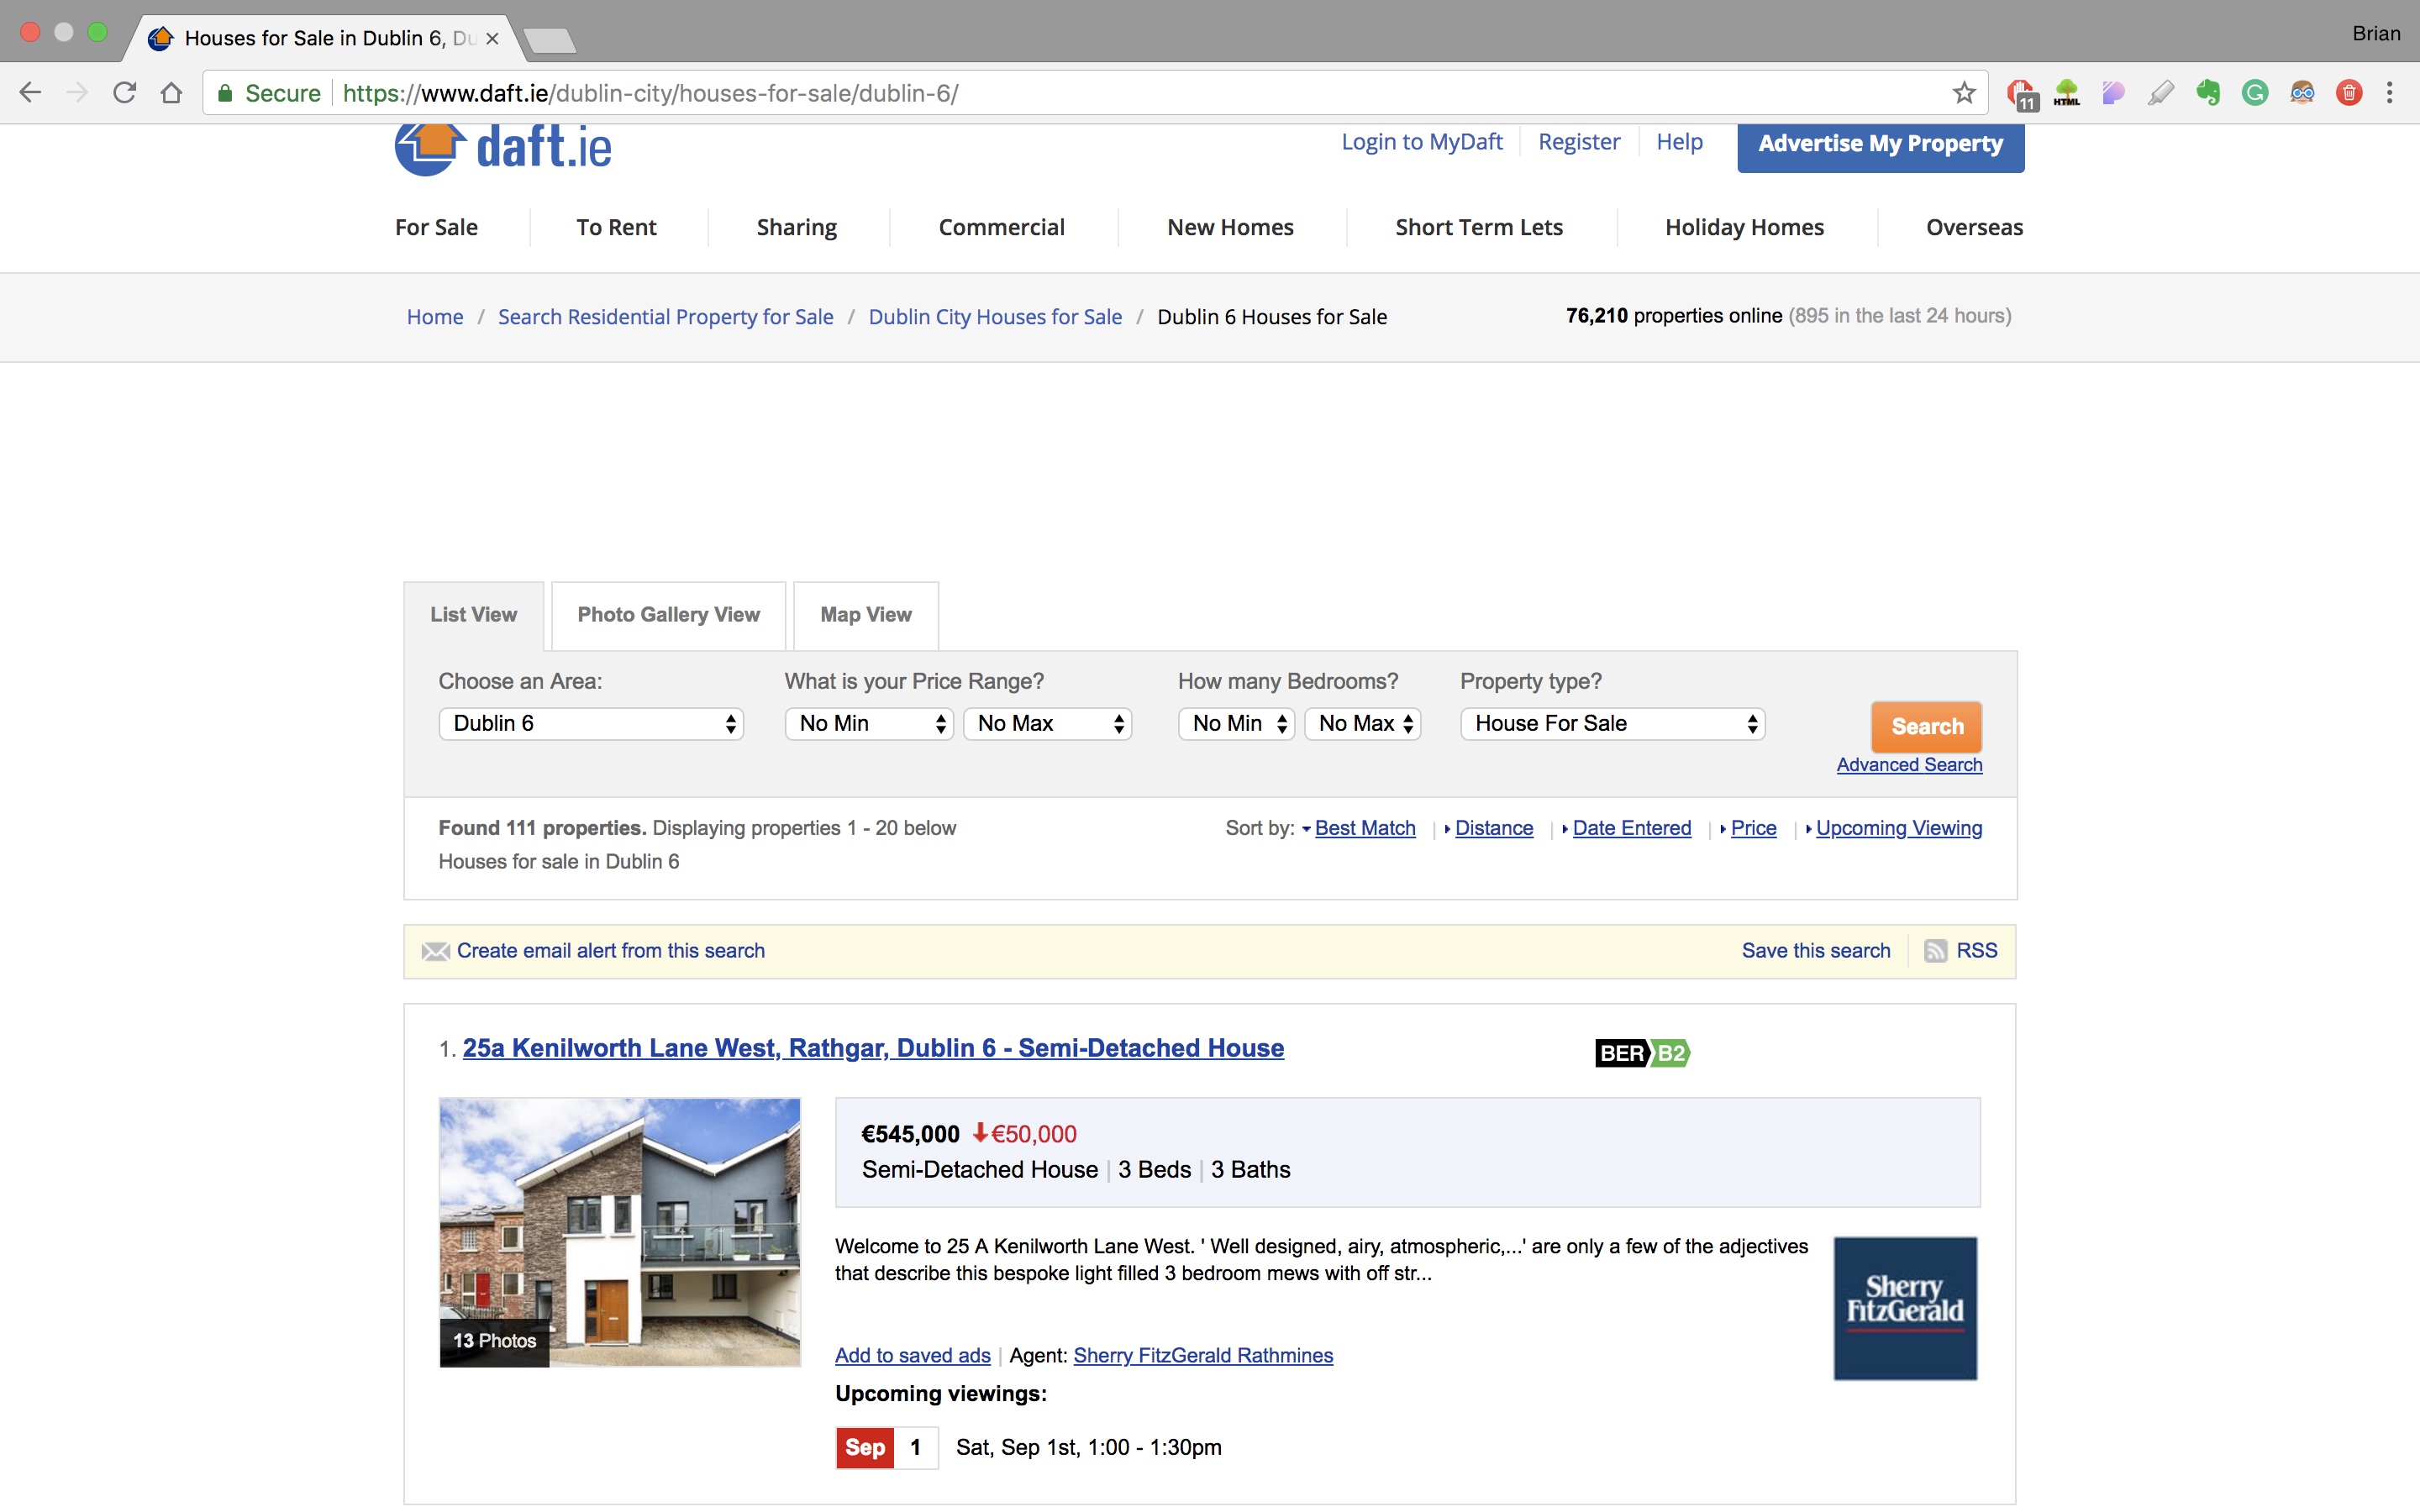 Houses for Sale in Dublin 6, Du
Brian
Secure https://www.daft.ie/dublin-city/houses-for-sale/dublin-6/
11
HTML
daft.ie
Login to MyDaft Register Help Advertise My Property
For Sale To Rent Sharing Commercial New Homes Short Term Lets Holiday Homes Overseas
Home / Search Residential Property for Sale / Dublin City Houses for Sale / Dublin 6 Houses for Sale
76,210 properties online (895 in the last 24 hours)
List View Photo Gallery View Map View
Choose an Area: What is your Price Range? How many Bedrooms? Property type?
Dublin 6 No Min No Max No Min No Max House For Sale Search
Advanced Search
Found 111 properties. Displaying properties 1 - 20 below
Sort by: Best Match | Distance | Date Entered | Price | Upcoming Viewing
Houses for sale in Dublin 6
Create email alert from this search Save this search RSS
1. 25a Kenilworth Lane West, Rathgar, Dublin 6 - Semi-Detached House BER B2
€545,000 €50,000
Semi-Detached House | 3 Beds | 3 Baths
Welcome to 25 A Kenilworth Lane West. ' Well designed, airy, atmospheric,...' are only a few of the adjectives
that describe this bespoke light filled 3 bedroom mews with off str...
Sherry
FitzGerald
13 Photos
Add to saved ads | Agent: Sherry FitzGerald Rathmines
Upcoming viewings:
Sep 1 Sat, Sep 1st, 1:00 - 1:30pm